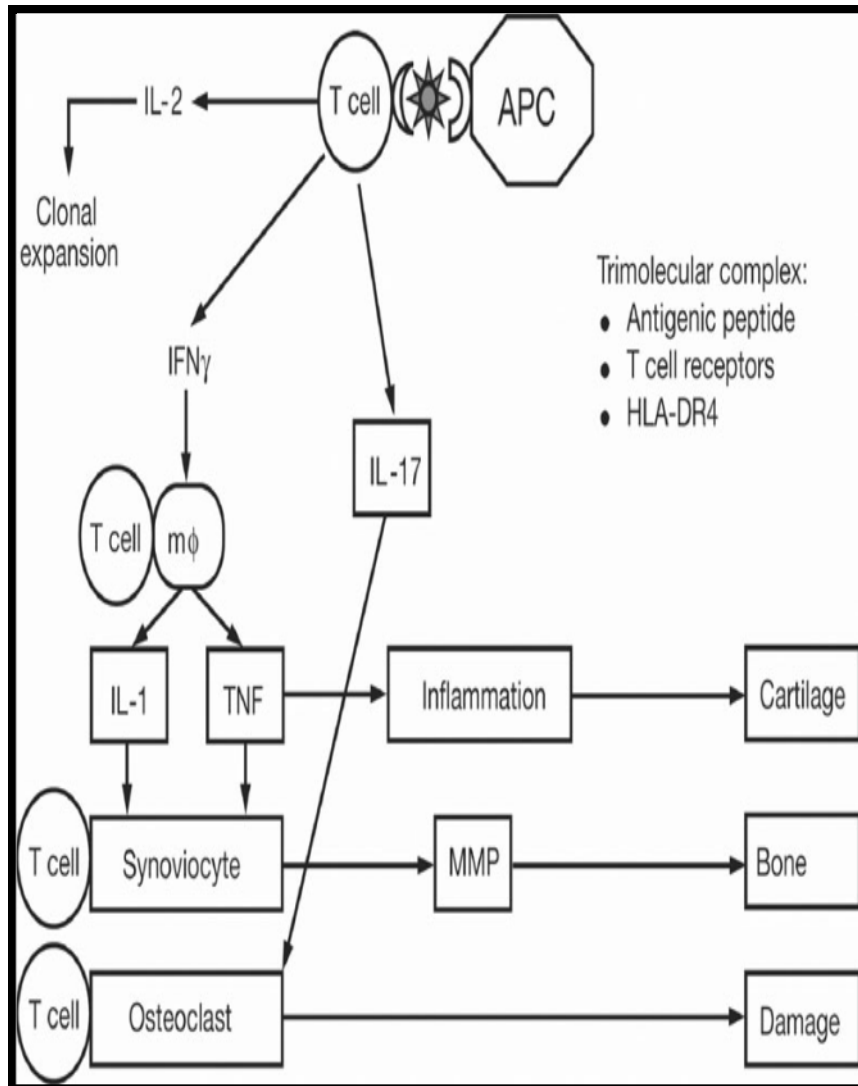 T cell
APC
IL-2
Clonal
expansion
Trimolecular complex:
● Antigenic peptide
● T cell receptors
● HLA-DR4
IFNγ
IL-17
T cell
mϕ
IL-1
TNF
Inflammation
Cartilage
T cell
Synoviocyte
MMP
Bone
T cell
Osteoclast
Damage